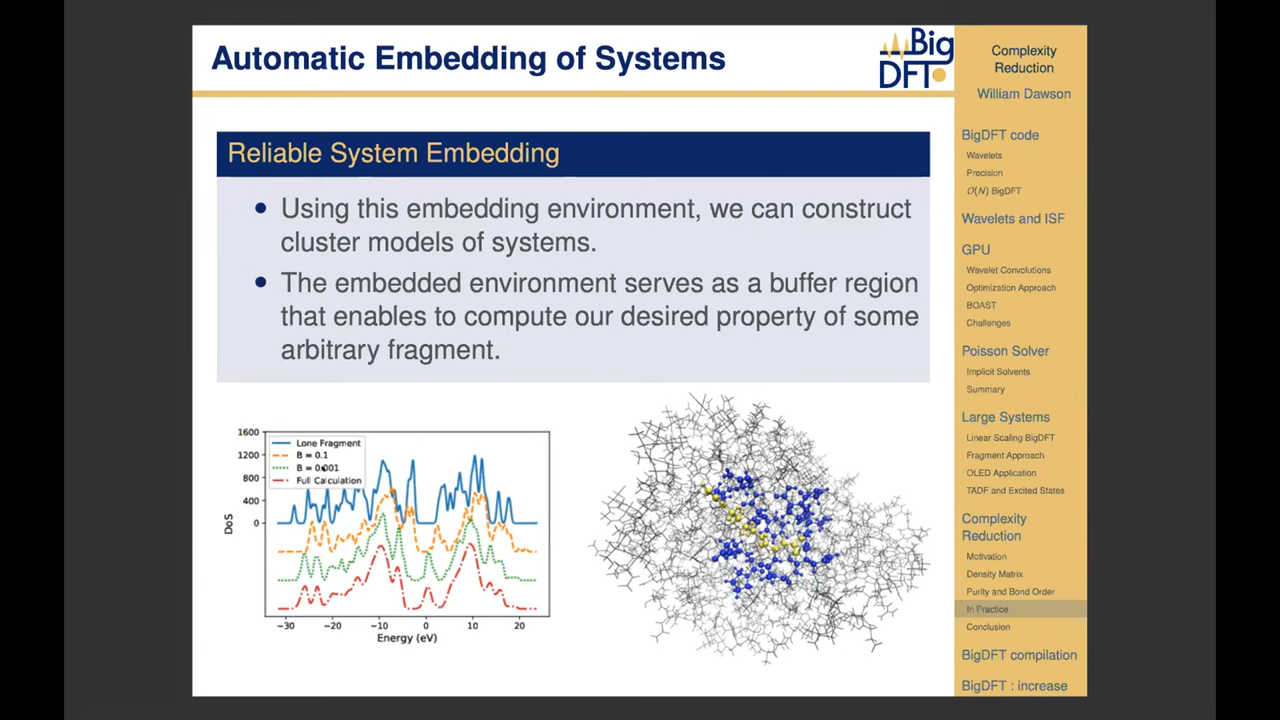 Automatic Embedding of Systems
Big
DFT
Reliable System Embedding
• Using this embedding environment, we can construct
cluster models of systems.
• The embedded environment serves as a buffer region
that enables to compute our desired property of some
arbitrary fragment.
1600
1200
800
400
0
DoS
Lone Fragment
B = 0.1
B = 0.001
Full Calculation
−30
−20
−10
0
10
20
Energy (eV)
Complexity
Reduction
William Dawson
BigDFT code
Wavelets
Precision
O(N) BigDFT
Wavelets and ISF
GPU
Wavelet Convolutions
Optimization Approach
BOAST
Challenges
Poisson Solver
Implicit Solvents
Summary
Large Systems
Linear Scaling BigDFT
Fragment Approach
OLED Application
TADF and Excited States
Complexity
Reduction
Motivation
Density Matrix
Purity and Bond Order
In Practice
Conclusion
BigDFT compilation
BigDFT : increase